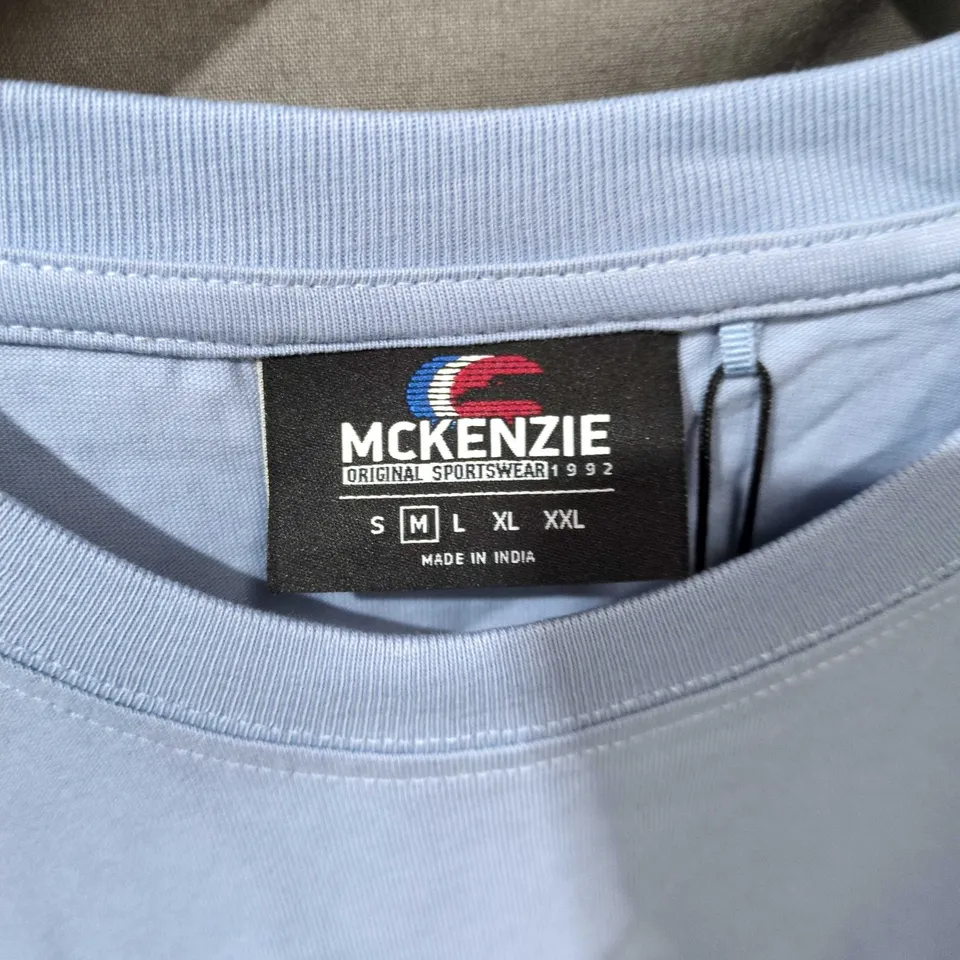 MCKENZIE
ORIGINAL SPORTSWEAR 1992
S M L XL XXL
MADE IN INDIA